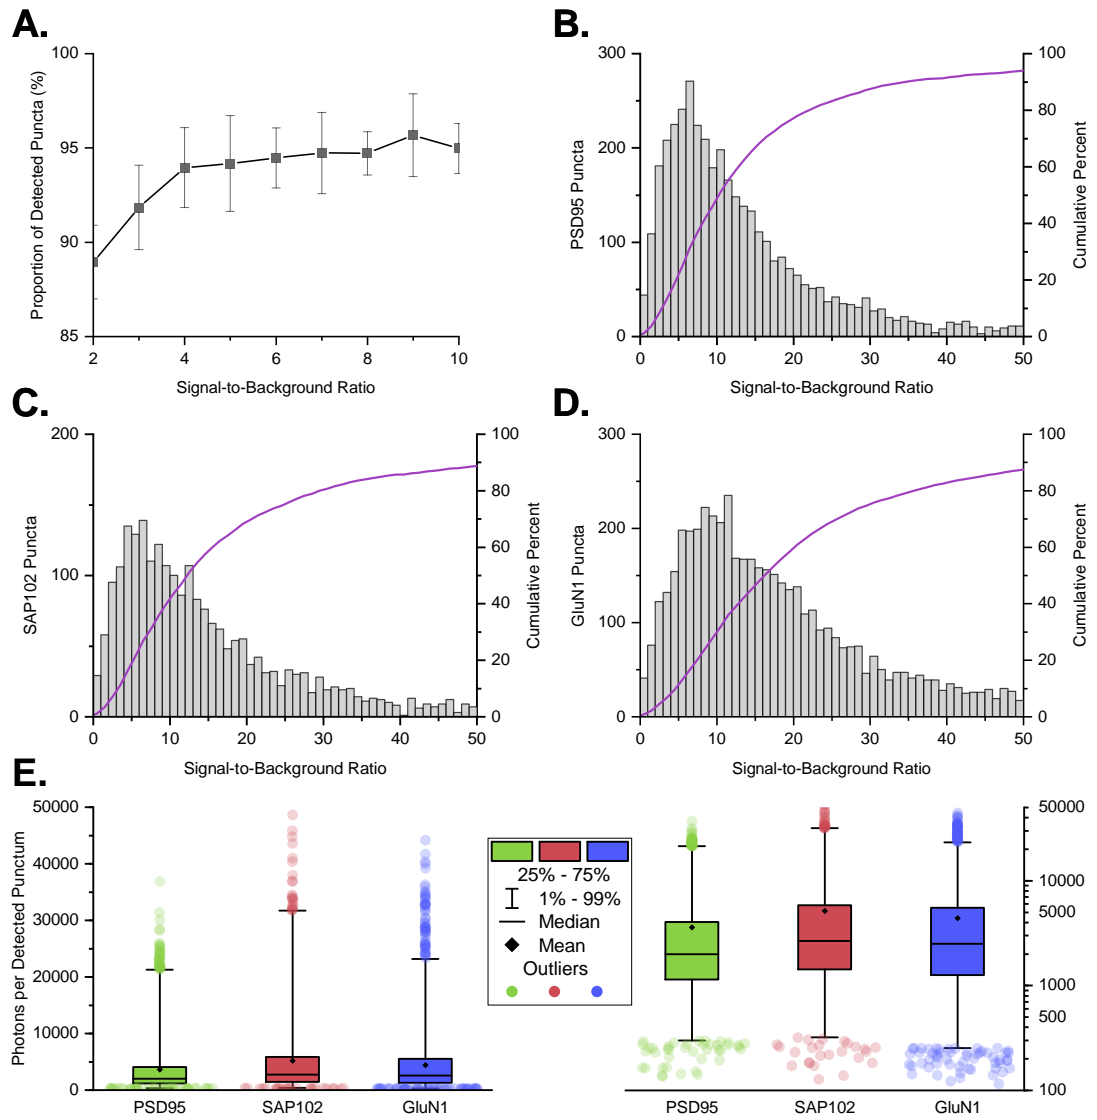 A.
100
95
90
85
Proportion of Detected Puncta (%)
2
4
6
8
10
Signal-to-Background Ratio
B.
300
200
100
0
PSD95 Puncta
100
80
60
40
20
0
Cumulative Percent
0
10
20
30
40
50
Signal-to-Background Ratio
C.
200
100
0
SAP102 Puncta
100
80
60
40
20
0
Cumulative Percent
0
10
20
30
40
50
Signal-to-Background Ratio
D.
300
200
100
0
GluN1 Puncta
100
80
60
40
20
0
Cumulative Percent
0
10
20
30
40
50
Signal-to-Background Ratio
E.
50000
40000
30000
20000
10000
0
Photons per Detected Punctum
PSD95
SAP102
GluN1
25% - 75%
1% - 99%
Median
Mean
Outliers
50000
10000
5000
1000
500
100
PSD95
SAP102
GluN1